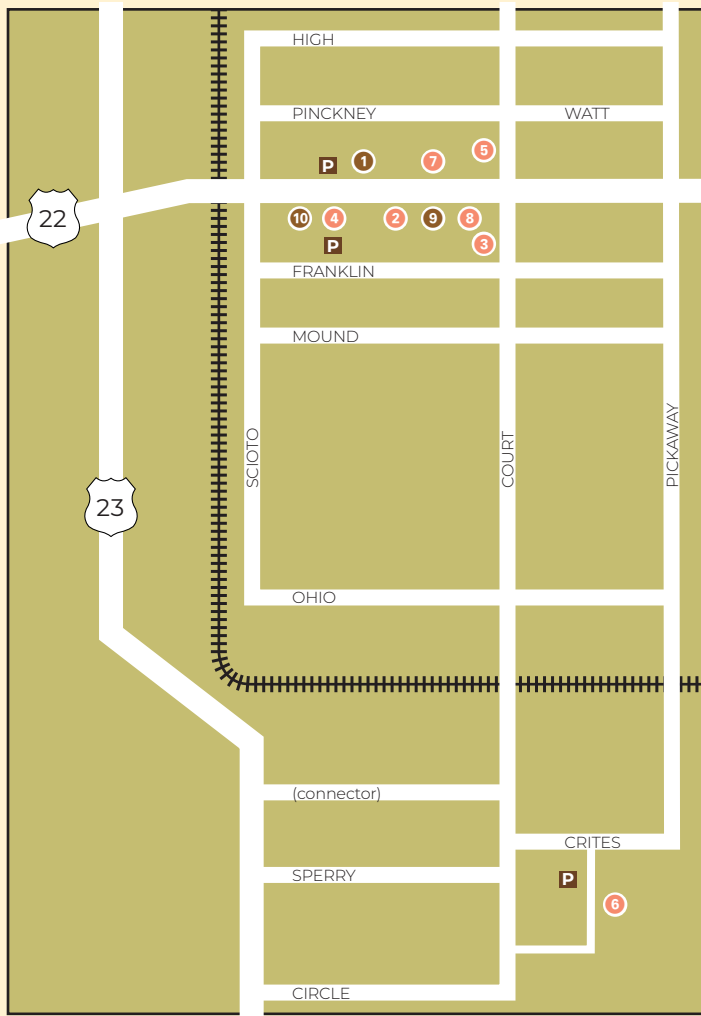 HIGH
PINCKNEY
WATT
5
P
1
7
22
10
4
2
9
8
P
3
FRANKLIN
MOUND
SCIOTO
COURT
PICKAWAY
23
OHIO
(connector)
CRITES
SPERRY
P
6
CIRCLE